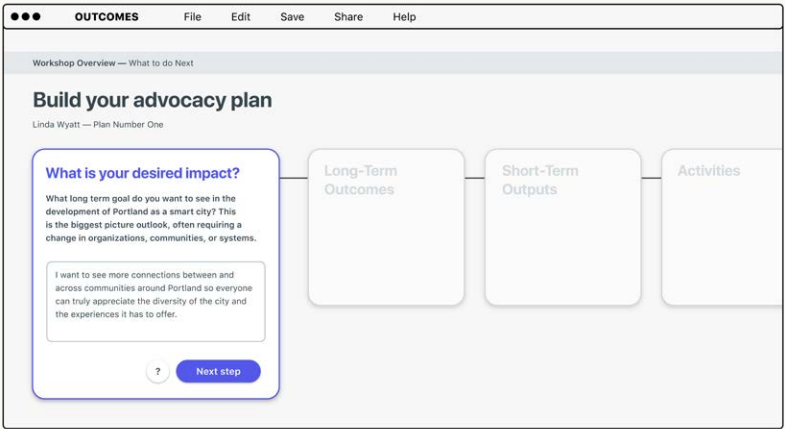 OUTCOMES File Edit Save Share Help
Workshop Overview — What to do Next
Build your advocacy plan
Linda Wyatt — Plan Number One
What is your desired impact?
What long term goal do you want to see in the
development of Portland as a smart city? This
is the biggest picture outlook, often requiring a
change in organizations, communities, or systems.
I want to see more connections between and
across communities around Portland so everyone
can truly appreciate the diversity of the city and
the experiences it has to offer.
? Next step
Long-Term
Outcomes
Short-Term
Outputs
Activities